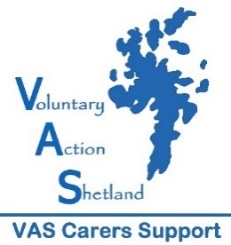 Voluntary
Action
Shetland
VAS Carers Support